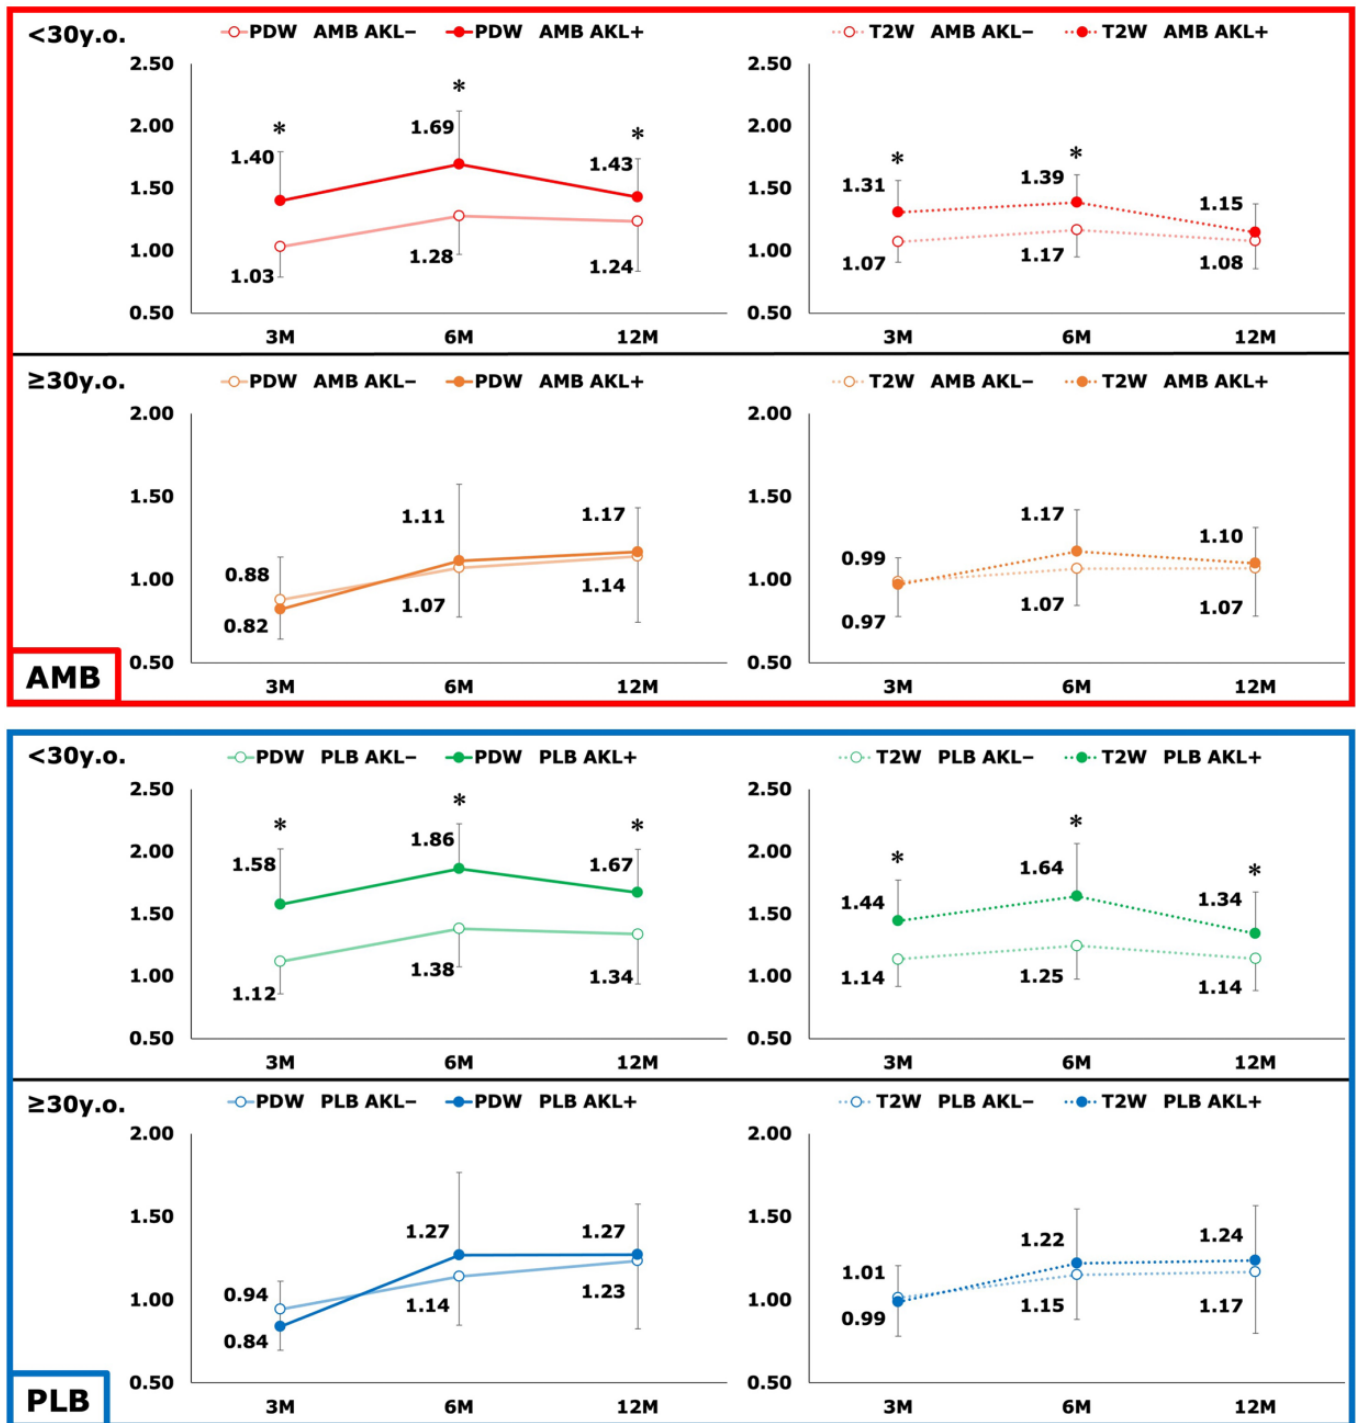 <30y.o.
PDW AMB AKL− PDW AMB AKL+
2.50
2.00
1.50
1.00
0.50
* * *
1.40 1.69 1.43
1.03 1.28 1.24
3M 6M 12M
T2W AMB AKL− T2W AMB AKL+
2.50
2.00
1.50
1.00
0.50
* *
1.31 1.39 1.15
1.07 1.17 1.08
3M 6M 12M
≥30y.o.
PDW AMB AKL− PDW AMB AKL+
2.00
1.50
1.00
0.50
0.88 1.11 1.17
0.82 1.07 1.14
3M 6M 12M
T2W AMB AKL− T2W AMB AKL+
2.00
1.50
1.00
0.50
0.99 1.17 1.10
0.97 1.07 1.07
3M 6M 12M
AMB
<30y.o.
PDW PLB AKL− PDW PLB AKL+
2.50
2.00
1.50
1.00
0.50
* * *
1.58 1.86 1.67
1.12 1.38 1.34
3M 6M 12M
T2W PLB AKL− T2W PLB AKL+
2.50
2.00
1.50
1.00
0.50
* * *
1.44 1.64 1.34
1.14 1.25 1.14
3M 6M 12M
≥30y.o.
PDW PLB AKL− PDW PLB AKL+
2.00
1.50
1.00
0.50
0.94 1.27 1.27
0.84 1.14 1.23
3M 6M 12M
T2W PLB AKL− T2W PLB AKL+
2.00
1.50
1.00
0.50
1.01 1.22 1.24
0.99 1.15 1.17
3M 6M 12M
PLB